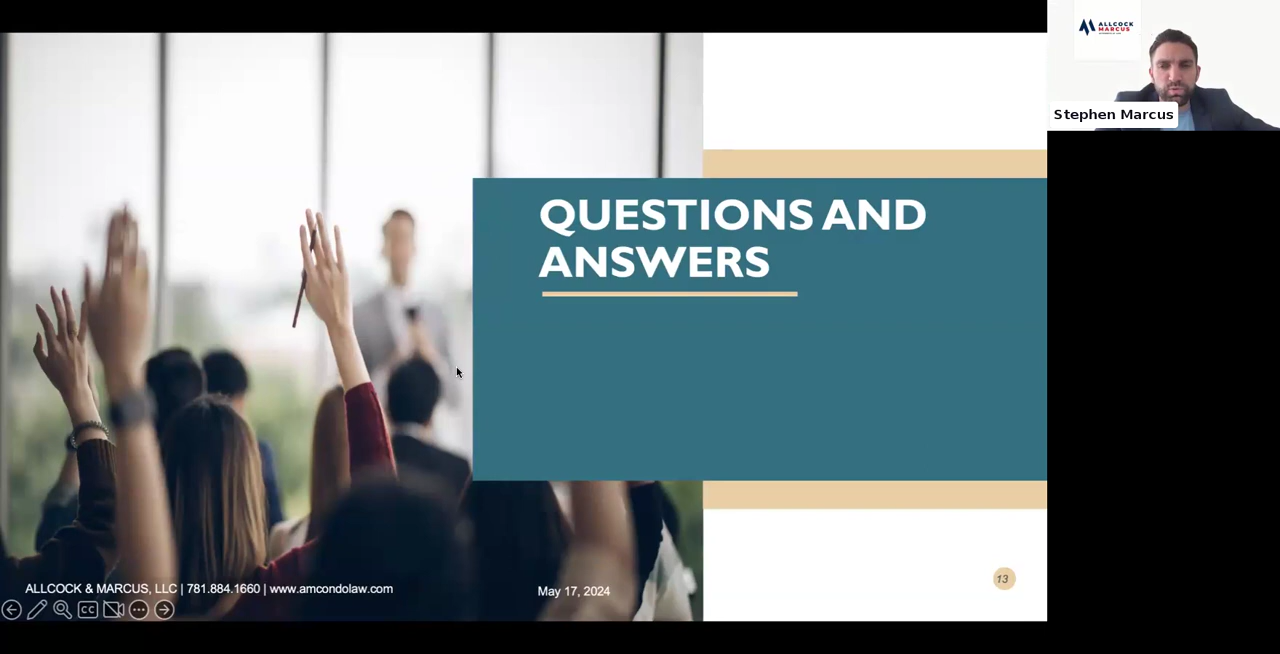 QUESTIONS AND
ANSWERS
ALLCOCK & MARCUS, LLC | 781.884.1660 | www.amcondolaw.com
May 17, 2024
13
CC
ALLCOCK
MARCUS
Stephen Marcus